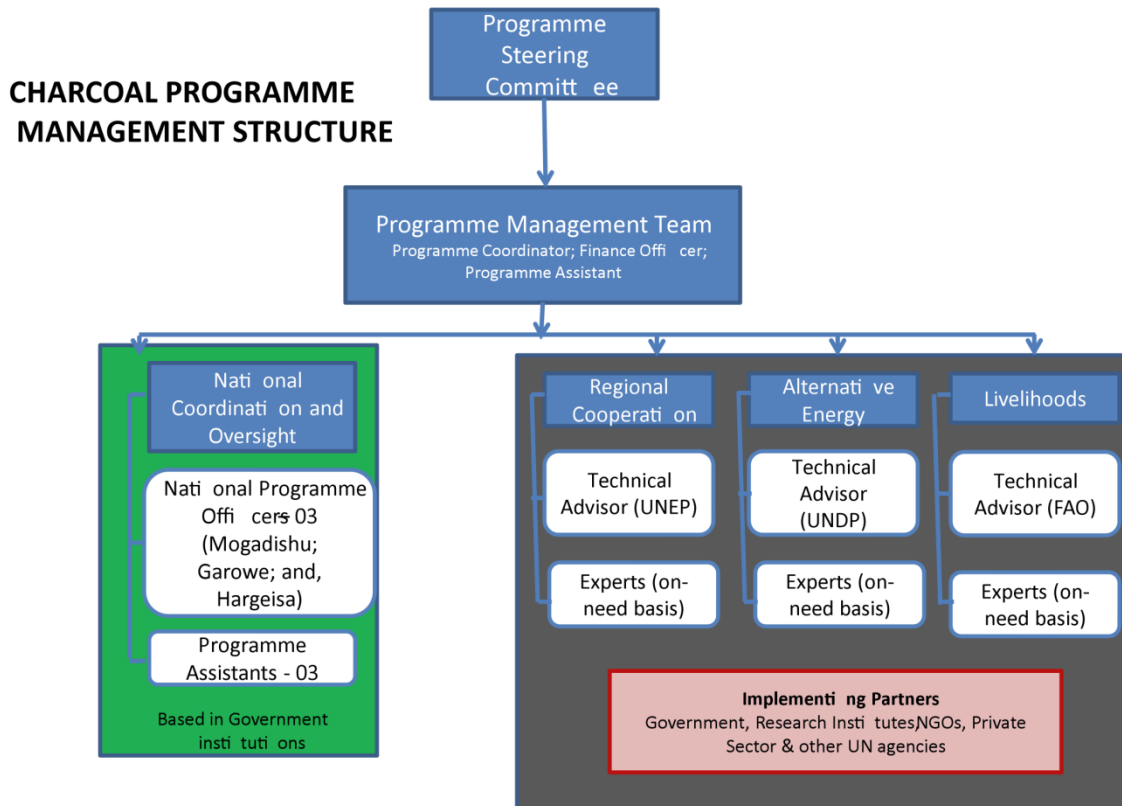 Programme
Steering
Committ ee
CHARCOAL PROGRAMME
MANAGEMENT STRUCTURE
Programme Management Team
Programme Coordinator; Finance Offi cer;
Programme Assistant
Nati onal
Coordinati on and
Oversight
Nati onal Programme
Offi cers 03
(Mogadishu;
Garowe; and,
Hargeisa)
Programme
Assistants - 03
Based in Government
insti tuti ons
Regional
Cooperati on
Technical
Advisor (UNEP)
Experts (on-
need basis)
Alternati ve
Energy
Technical
Advisor
(UNDP)
Experts (on-
need basis)
Livelihoods
Technical
Advisor (FAO)
Experts (on-
need basis)
Implementi ng Partners
Government, Research Insti tutes,NGOs, Private
Sector & other UN agencies